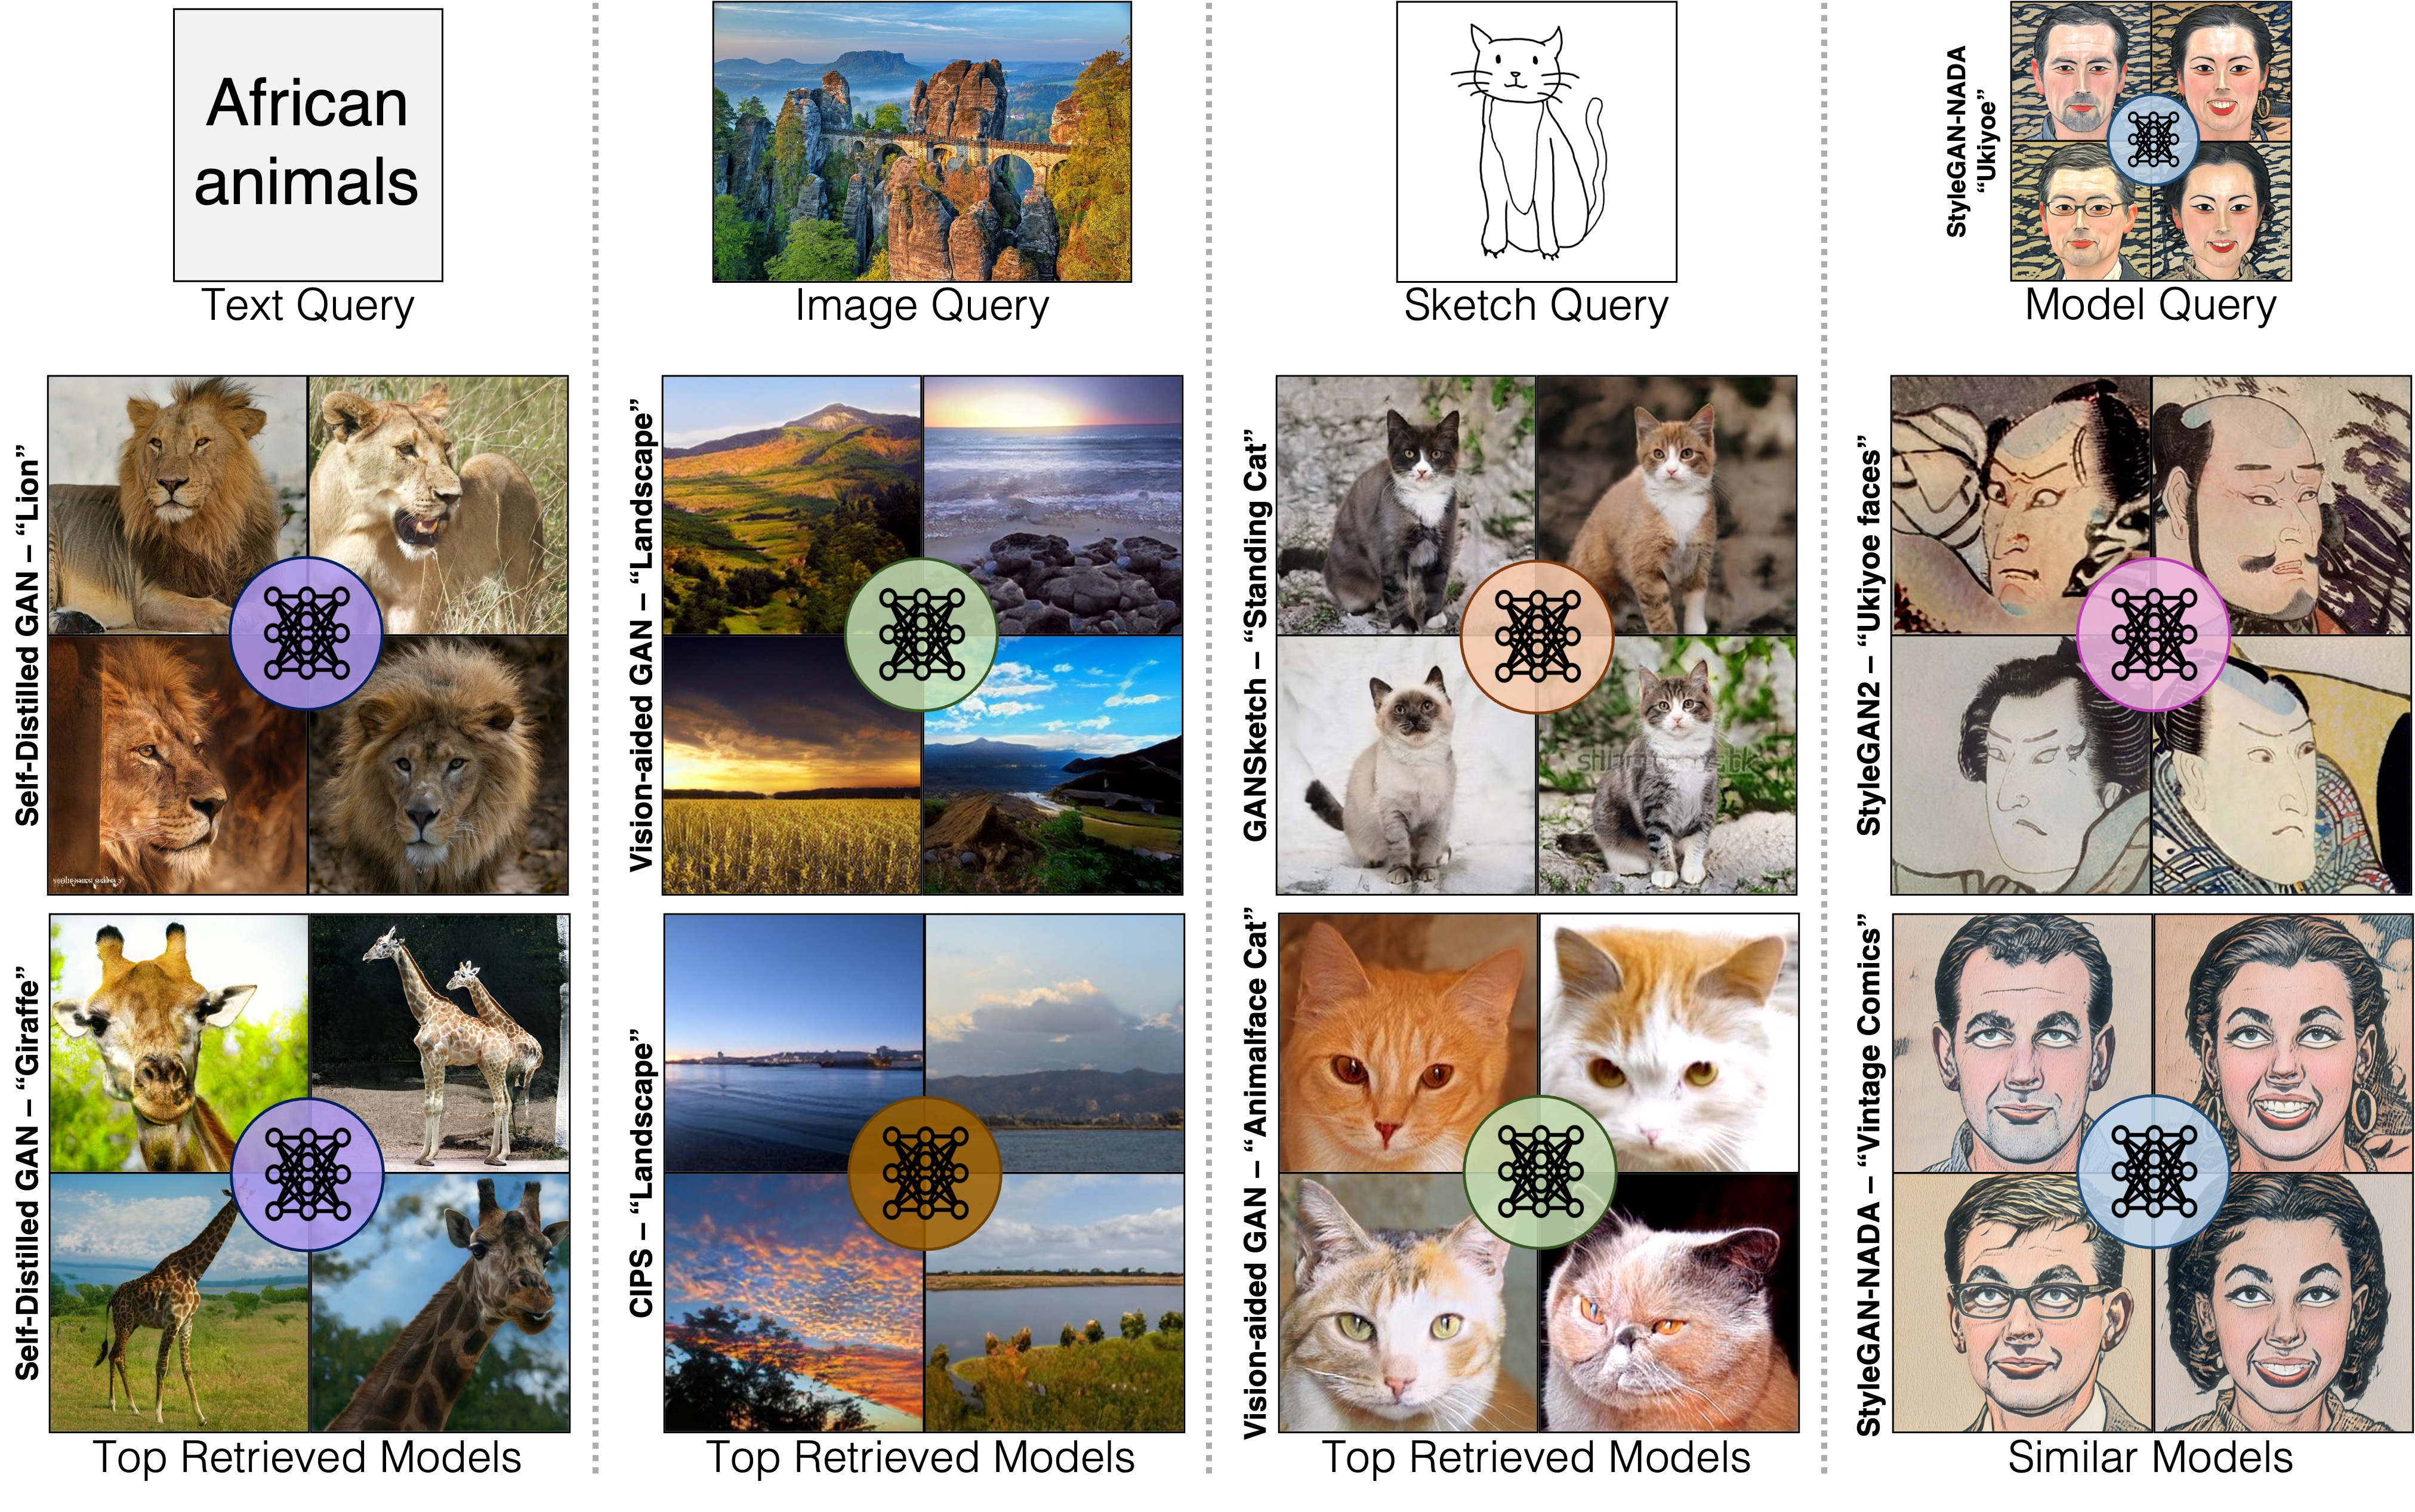 African
animals
Text Query
Self-Distilled GAN – “Lion”
Self-Distilled GAN – “Giraffe”
Top Retrieved Models
Image Query
Vision-aided GAN – “Landscape”
CIPS – “Landscape”
Top Retrieved Models
Sketch Query
GANSketch – “Standing Cat”
Vision-aided GAN – “Animalface Cat”
Top Retrieved Models
StyleGAN-NADA
“Ukiyoe”
Model Query
StyleGAN2 – “Ukiyoe faces”
StyleGAN-NADA – “Vintage Comics”
Similar Models